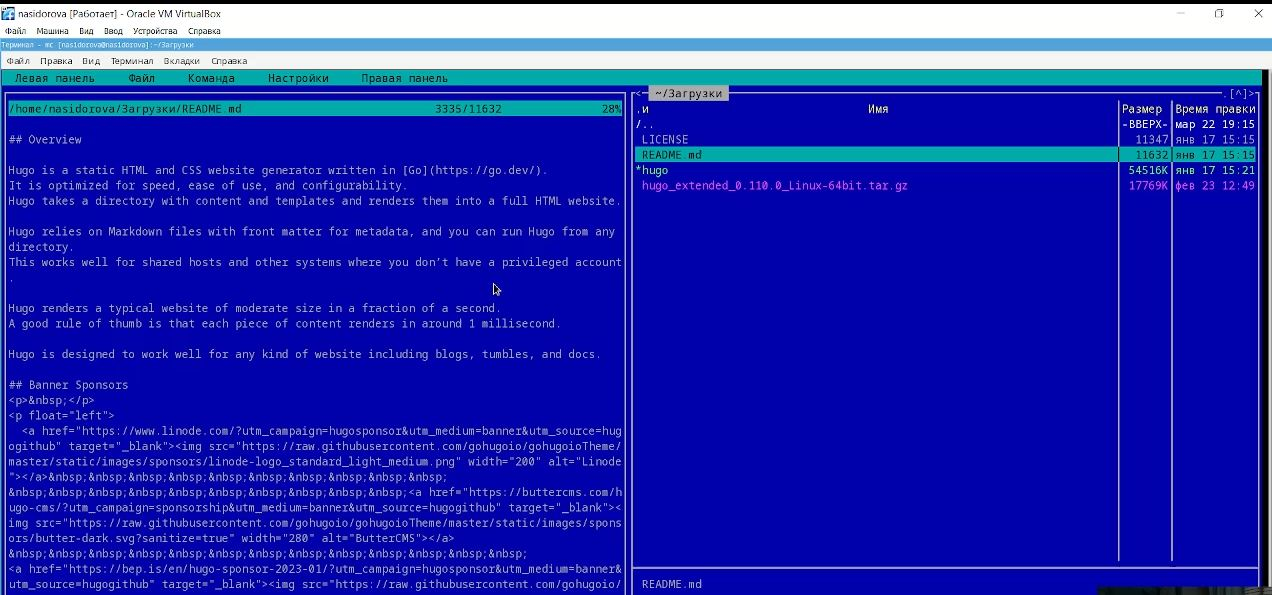 nasidorova [Работает] - Oracle VM VirtualBox
Файл Машина Вид Ввод Устройства Справка
Терминал - mc [nasidorova@nasidorova]:~/Загрузки
Файл Правка Вид Терминал Вкладки Справка
Левая панель Файл Команда Настройки Правая панель
/home/nasidorova/Загрузки/README.md 3335/11632 28%
## Overview
Hugo is a static HTML and CSS website generator written in [Go](https://go.dev/).
It is optimized for speed, ease of use, and configurability.
Hugo takes a directory with content and templates and renders them into a full HTML website.
Hugo relies on Markdown files with front matter for metadata, and you can run Hugo from any
directory.
This works well for shared hosts and other systems where you don’t have a privileged account
.
Hugo renders a typical website of moderate size in a fraction of a second.
A good rule of thumb is that each piece of content renders in around 1 millisecond.
Hugo is designed to work well for any kind of website including blogs, tumbles, and docs.
## Banner Sponsors
<p>&nbsp;</p>
<p float="left">
<a href="https://www.linode.com/?utm_campaign=hugosponsor&utm_medium=banner&utm_source=hug
ogithub" target="_blank"><img src="https://raw.githubusercontent.com/gohugoio/gohugoioTheme/
master/static/images/sponsors/linode-logo_standard_light_medium.png" width="200" alt="Linode
"></a>&nbsp;&nbsp;&nbsp;&nbsp;&nbsp;&nbsp;&nbsp;&nbsp;&nbsp;&nbsp;
&nbsp;&nbsp;&nbsp;&nbsp;&nbsp;&nbsp;&nbsp;&nbsp;&nbsp;&nbsp;<a href="https://buttercms.com/h
ugo-cms/?utm_campaign=sponsorship&utm_medium=banner&utm_source=hugogithub" target="_blank"><
img src="https://raw.githubusercontent.com/gohugoio/gohugoioTheme/master/static/images/spons
ors/butter-dark.svg?sanitize=true" width="280" alt="ButterCMS"></a>
&nbsp;&nbsp;&nbsp;&nbsp;&nbsp;&nbsp;&nbsp;&nbsp;&nbsp;&nbsp;&nbsp;&nbsp;&nbsp;
<a href="https://bep.is/en/hugo-sponsor-2023-01/?utm_campaign=hugosponsor&utm_medium=banner&
utm_source=hugogithub" target="_blank"><img src="https://raw.githubusercontent.com/gohugoio/
<- ~/Загрузки .[^]>
.и Имя Размер Время правки
/.. -ВВЕРХ- мар 22 19:15
LICENSE 11347 янв 17 15:15
README.md 11632 янв 17 15:15
*hugo 54516K янв 17 15:21
hugo_extended_0.110.0_Linux-64bit.tar.gz 17769K фев 23 12:49
README.md